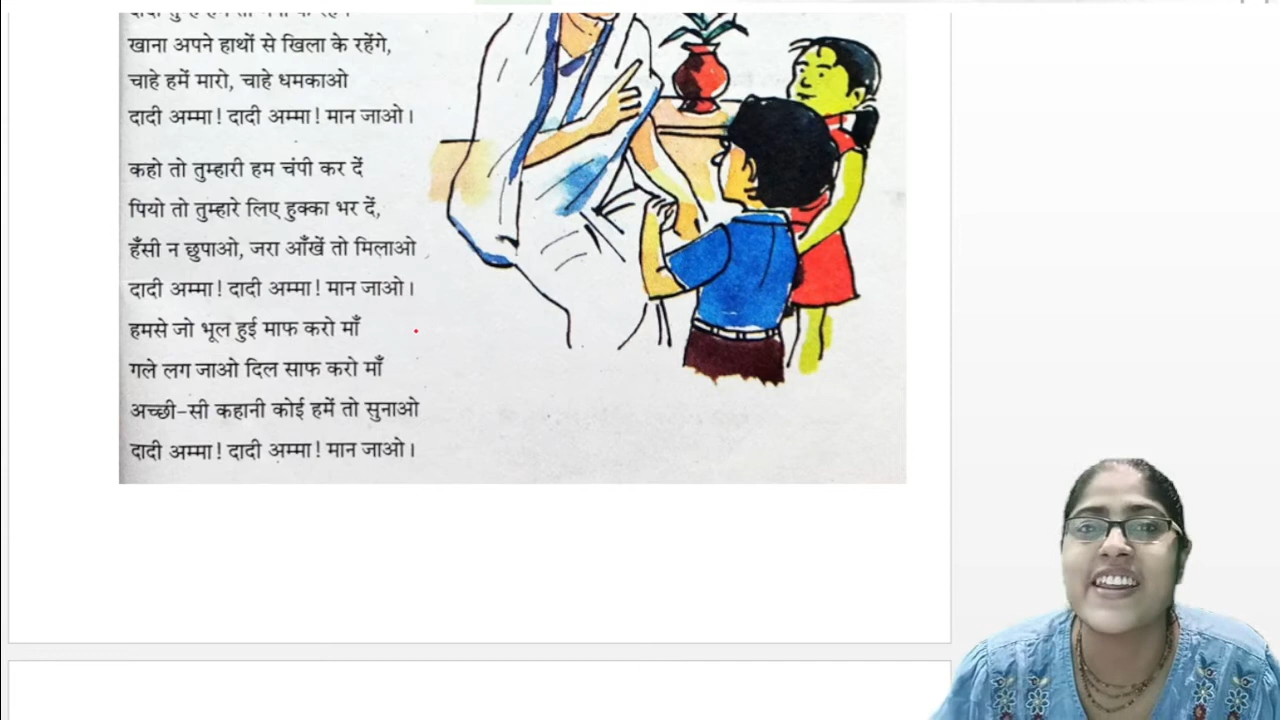 खाना अपने हाथों से खिला के रहेंगे,
चाहे हमें मारो, चाहे धमकाओ
दादी अम्मा! दादी अम्मा! मान जाओ।
कहो तो तुम्हारी हम चंपी कर दें
पियो तो तुम्हारे लिए हुक्का भर दें,
हँसी न छुपाओ, जरा आँखें तो मिलाओ
दादी अम्मा! दादी अम्मा! मान जाओ।
हमसे जो भूल हुई माफ करो माँ
गले लग जाओ दिल साफ करो माँ
अच्छी-सी कहानी कोई हमें तो सुनाओ
दादी अम्मा! दादी अम्मा! मान जाओ।